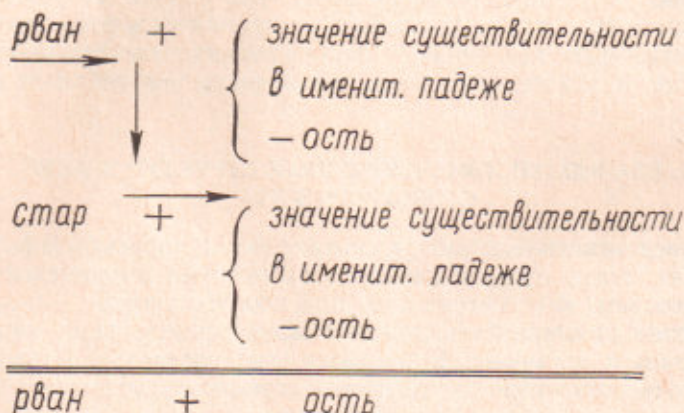 рван + { значение существительности
в именит. падеже
– ость
стар + { значение существительности
в именит. падеже
– ость
рван + ость